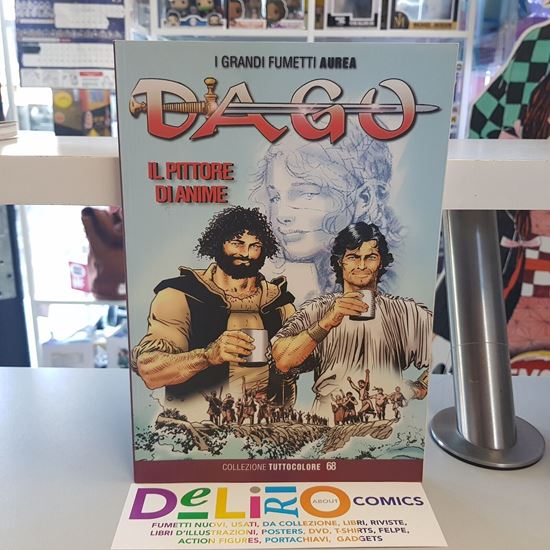 I GRANDI FUMETTI AUREA
DAGO
IL PITTORE
DI ANIME
COLLEZIONE TUTTOCOLORE 68
DeLiRiO ABOUT COMICS
FUMETTI NUOVI, USATI, DA COLLEZIONE, LIBRI, RIVISTE,
LIBRI D'ILLUSTRAZIONI, POSTERS, DVD, T-SHIRTS, FELPE,
ACTION FIGURES, PORTACHIAVI, GADGETS